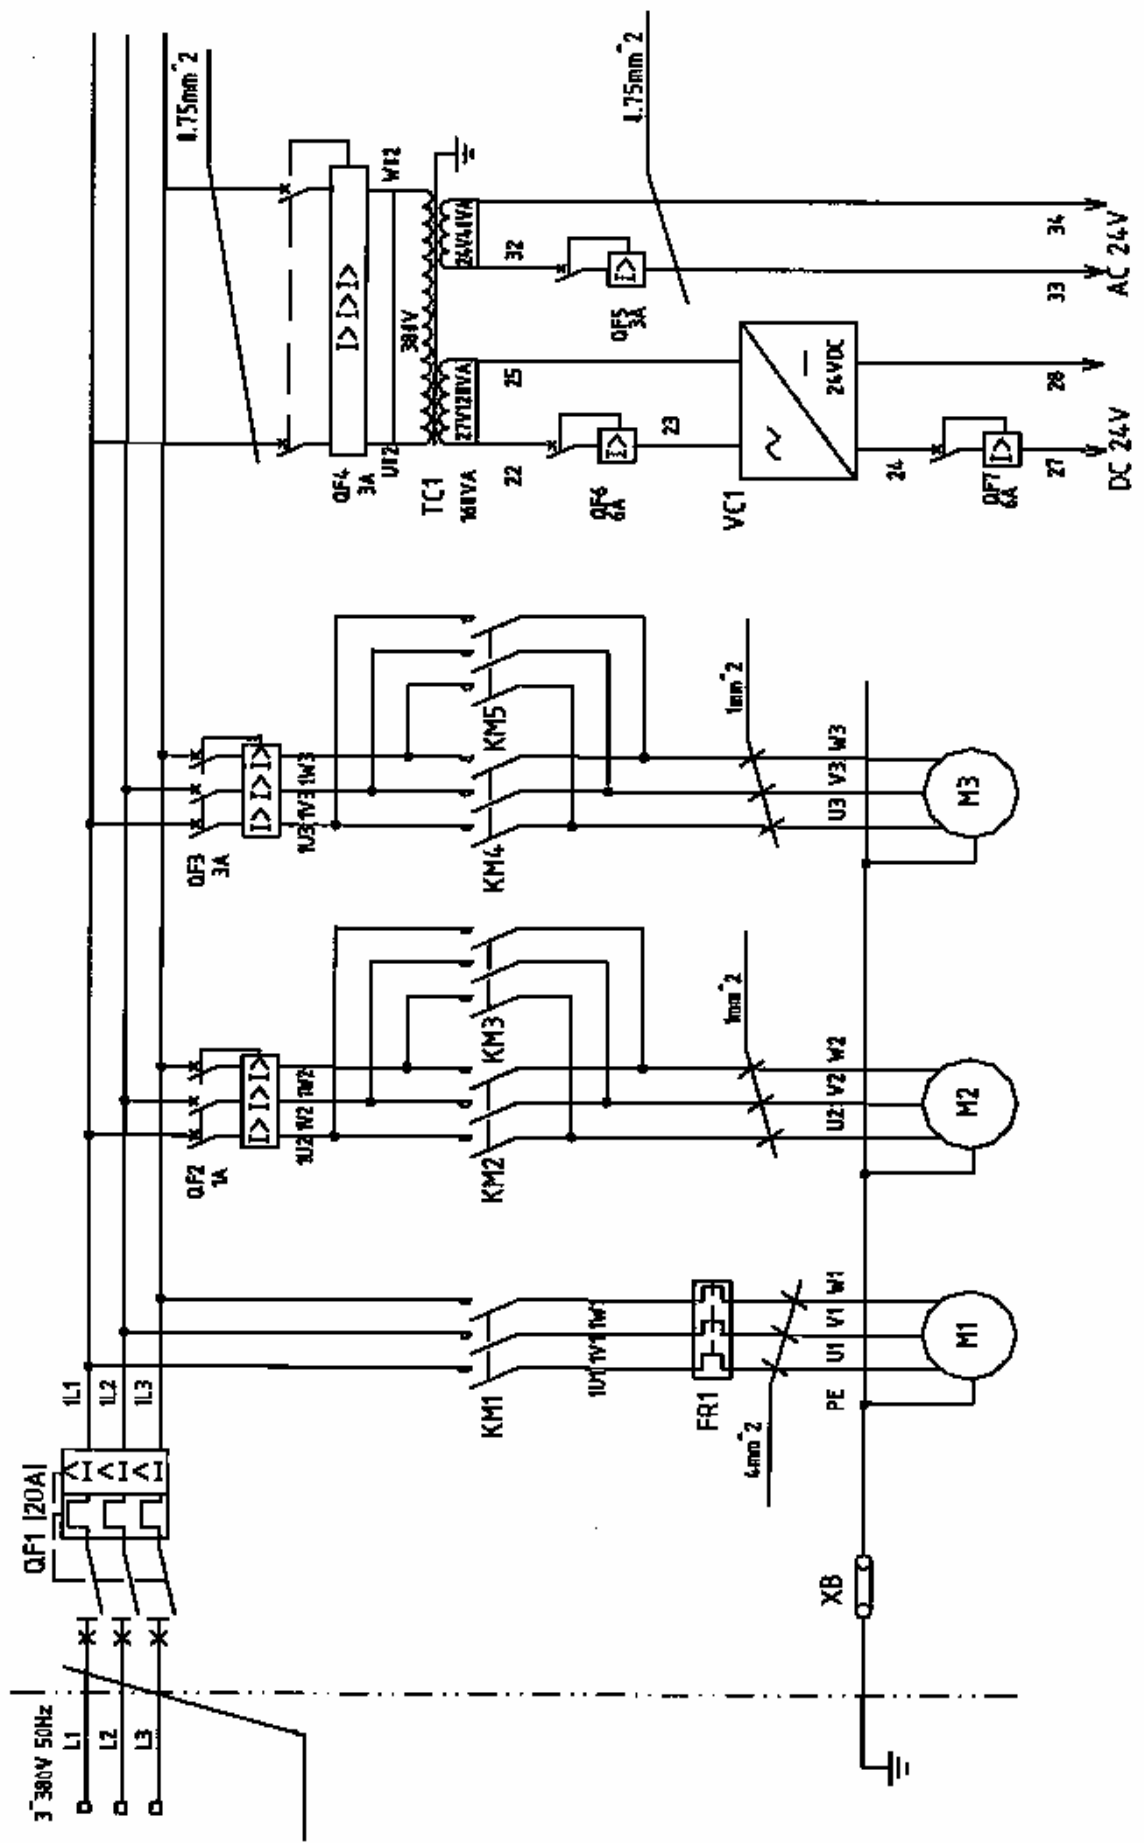 3~380V 50Hz
L1
L2
L3
QF1 (20A)
I>
I>
I>
1L1
1L2
1L3
KM1
1U1 1V1 1W1
FR1
4mm^2
PE
U1 V1 W1
M1
XB
QF2
1A
I> I> I>
1U2 1V2 1W2
KM2
KM3
1mm^2
U2 V2 W2
M2
QF3
3A
I> I> I>
1U3 1V3 1W3
KM4
KM5
1mm^2
U3 V3 W3
M3
0.75mm^2
QF4
3A
I> I> I>
U12
W12
380V
TC1
160VA
27V120VA
24V40VA
22
25
32
QF6
6A
I>
23
QF5
3A
I>
0.75mm^2
VC1
~
24VDC
24
QF7
6A
I>
27
28
33
34
DC 24V
AC 24V